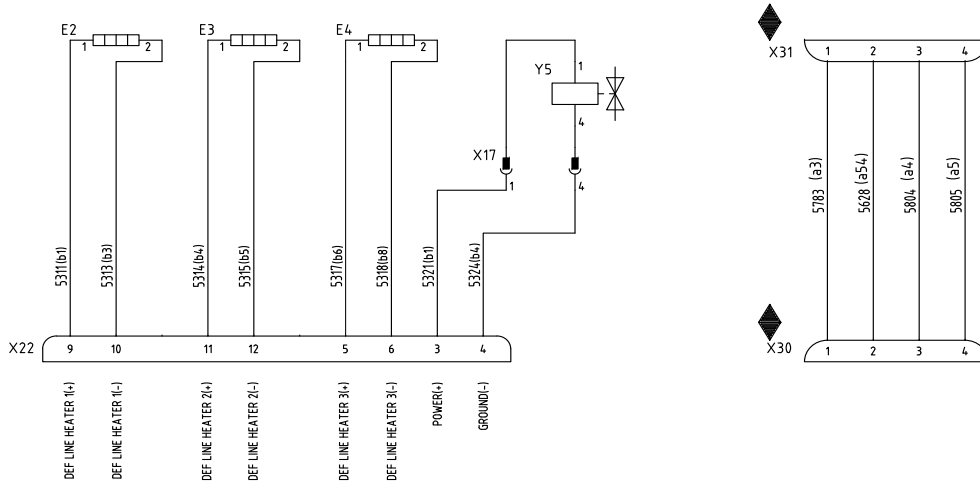 E2
1
2
E3
1
2
E4
1
2
Y5
1
4
X17
1
4
5311(b1)
5313(b3)
5314(b4)
5315(b5)
5317(b6)
5318(b8)
5321(b1)
5324(b4)
X22
9
10
11
12
5
6
3
4
DEF LINE HEATER 1(+)
DEF LINE HEATER 1(-)
DEF LINE HEATER 2(+)
DEF LINE HEATER 2(-)
DEF LINE HEATER 3(+)
DEF LINE HEATER 3(-)
POWER(+)
GROUND(-)
X31
1
2
3
4
5783 (a3)
5628 (a54)
5804 (a4)
5805 (a5)
X30
1
2
3
4